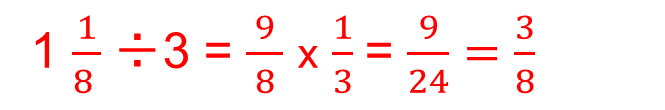 1 1/8 ÷ 3 = 9/8 x 1/3 = 9/24 = 3/8